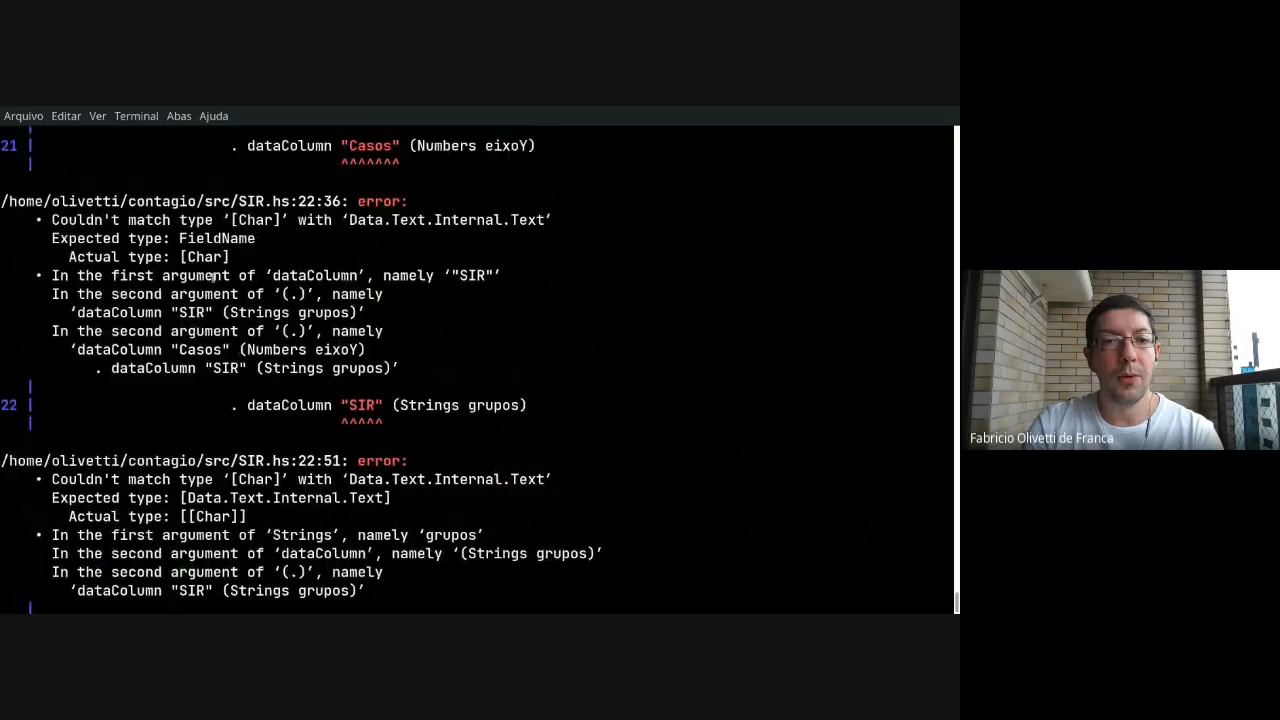 Arquivo Editar Ver Terminal Abas Ajuda
|
21 | . dataColumn "Casos" (Numbers eixoY)
| ^^^^^^^
/home/olivetti/contagio/src/SIR.hs:22:36: error:
• Couldn't match type ‘[Char]’ with ‘Data.Text.Internal.Text’
Expected type: FieldName
Actual type: [Char]
• In the first argument of ‘dataColumn’, namely ‘"SIR"’
In the second argument of ‘(.)’, namely
‘dataColumn "SIR" (Strings grupos)’
In the second argument of ‘(.)’, namely
‘dataColumn "Casos" (Numbers eixoY)
. dataColumn "SIR" (Strings grupos)’
|
22 | . dataColumn "SIR" (Strings grupos)
| ^^^^^
/home/olivetti/contagio/src/SIR.hs:22:51: error:
• Couldn't match type ‘[Char]’ with ‘Data.Text.Internal.Text’
Expected type: [Data.Text.Internal.Text]
Actual type: [[Char]]
• In the first argument of ‘Strings’, namely ‘grupos’
In the second argument of ‘dataColumn’, namely ‘(Strings grupos)’
In the second argument of ‘(.)’, namely
‘dataColumn "SIR" (Strings grupos)’
|
Fabricio Olivetti de Franca